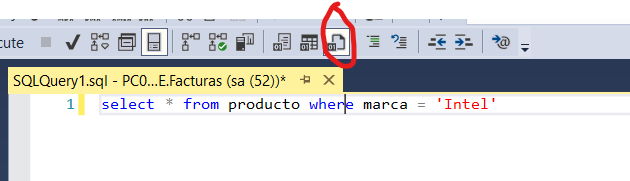 cute
SQLQuery1.sql - PC0...E.Facturas (sa (52))*
1 select * from producto where marca = 'Intel'